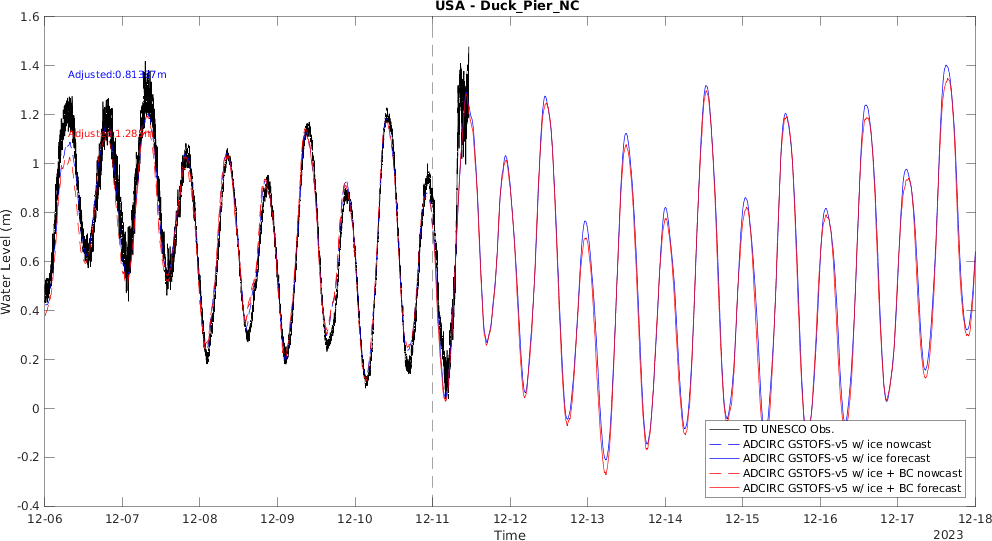 USA - Duck_Pier_NC
Water Level (m)
1.6
1.4
1.2
1
0.8
0.6
0.4
0.2
0
-0.2
-0.4
TD UNESCO Obs.
ADCIRC GSTOFS-v5 w/ ice nowcast
ADCIRC GSTOFS-v5 w/ ice forecast
ADCIRC GSTOFS-v5 w/ ice + BC nowcast
ADCIRC GSTOFS-v5 w/ ice + BC forecast
12-06 12-07 12-08 12-09 12-10 12-11 12-12 12-13 12-14 12-15 12-16 12-17 12-18
Time
2023